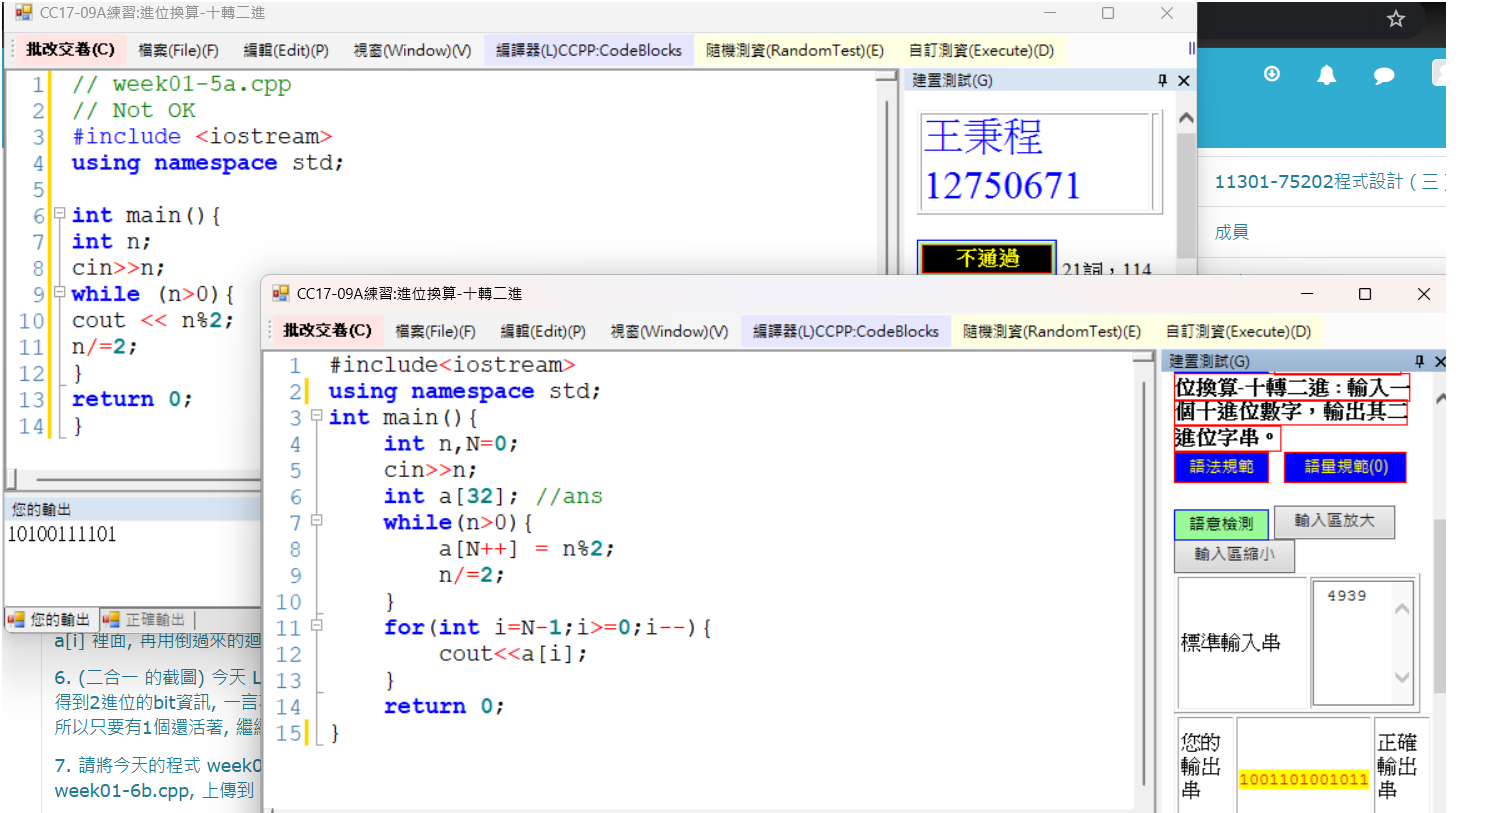 CC17-09A練習:進位換算-十轉二進
批改交卷(C) 檔案(File)(F) 編輯(Edit)(P) 視窗(Window)(V) 編譯器(L)CCPP:CodeBlocks 隨機測資(RandomTest)(E) 自訂測資(Execute)(D)
1 // week01-5a.cpp
2 // Not OK
3 #include <iostream>
4 using namespace std;
5
6 int main(){
7 int n;
8 cin>>n;
9 while (n>0){
10 cout << n%2;
11 n/=2;
12 }
13 return 0;
14 }
建置測試(G)
王秉程
12750671
不通過
21詞，114
您的輸出
10100111101
您的輸出 正確輸出
11301-75202程式設計 ( 三 )
成員
a[i] 裡面, 再用倒過來的迴
6. (二合一 的截圖) 今天 L
得到2進位的bit資訊, 一言
所以只要有1個還活著, 繼續
7. 請將今天的程式 week0
week01-6b.cpp, 上傳到
CC17-09A練習:進位換算-十轉二進
批改交卷(C) 檔案(File)(F) 編輯(Edit)(P) 視窗(Window)(V) 編譯器(L)CCPP:CodeBlocks 隨機測資(RandomTest)(E) 自訂測資(Execute)(D)
1 #include<iostream>
2 using namespace std;
3 int main(){
4 int n,N=0;
5 cin>>n;
6 int a[32]; //ans
7 while(n>0){
8 a[N++] = n%2;
9 n/=2;
10 }
11 for(int i=N-1;i>=0;i--){
12 cout<<a[i];
13 }
14 return 0;
15 }
建置測試(G)
位換算-十轉二進：輸入一
個十進位數字，輸出其二
進位字串。
語法規範 語量規範(0)
語意檢測 輸入區放大
輸入區縮小
標準輸入串 4939
您的輸出串 1001101001011 正確輸出串